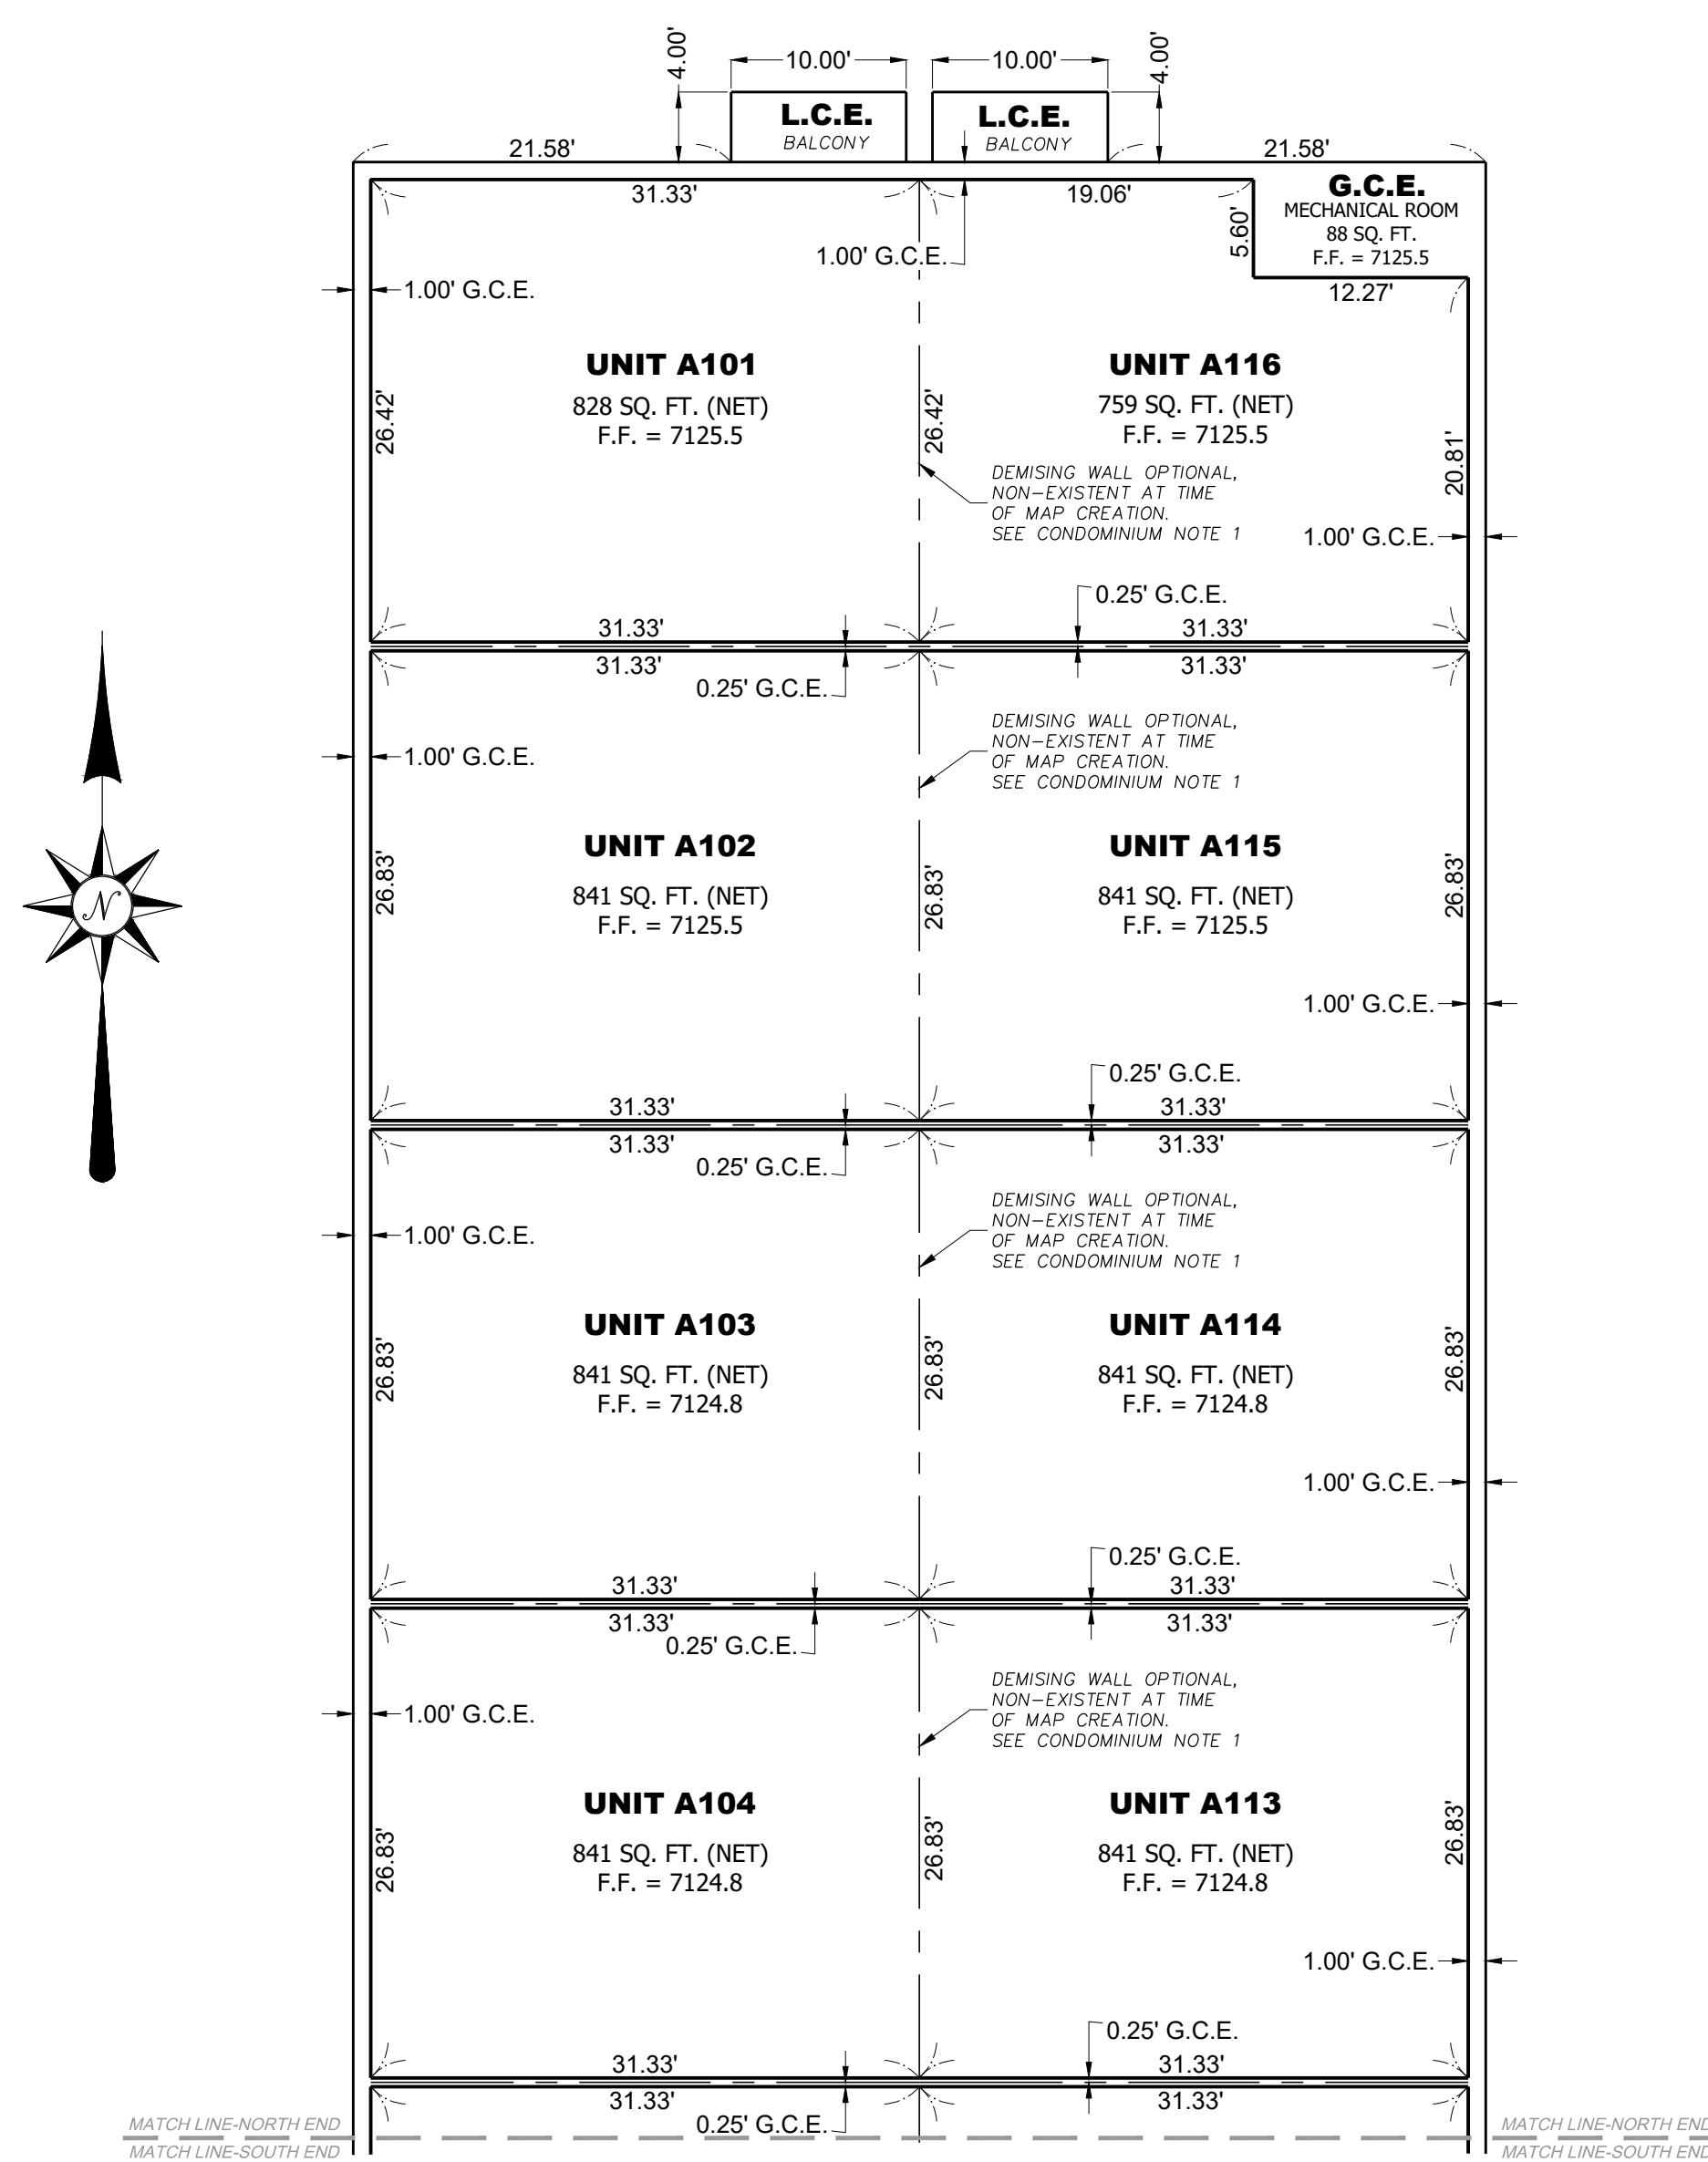 4.00'
10.00'
10.00'
4.00'
L.C.E.
BALCONY
L.C.E.
BALCONY
21.58'
21.58'
31.33'
19.06'
5.60'
G.C.E.
MECHANICAL ROOM
88 SQ. FT.
F.F. = 7125.5
12.27'
1.00' G.C.E.
1.00' G.C.E.
UNIT A101
828 SQ. FT. (NET)
F.F. = 7125.5
26.42'
26.42'
UNIT A116
759 SQ. FT. (NET)
F.F. = 7125.5
20.81'
DEMISING WALL OPTIONAL,
NON-EXISTENT AT TIME
OF MAP CREATION.
SEE CONDOMINIUM NOTE 1
1.00' G.C.E.
0.25' G.C.E.
31.33'
31.33'
31.33'
31.33'
0.25' G.C.E.
DEMISING WALL OPTIONAL,
NON-EXISTENT AT TIME
OF MAP CREATION.
SEE CONDOMINIUM NOTE 1
1.00' G.C.E.
UNIT A102
841 SQ. FT. (NET)
F.F. = 7125.5
26.83'
26.83'
UNIT A115
841 SQ. FT. (NET)
F.F. = 7125.5
26.83'
N
1.00' G.C.E.
0.25' G.C.E.
31.33'
31.33'
31.33'
31.33'
0.25' G.C.E.
DEMISING WALL OPTIONAL,
NON-EXISTENT AT TIME
OF MAP CREATION.
SEE CONDOMINIUM NOTE 1
1.00' G.C.E.
UNIT A103
841 SQ. FT. (NET)
F.F. = 7124.8
26.83'
26.83'
UNIT A114
841 SQ. FT. (NET)
F.F. = 7124.8
26.83'
1.00' G.C.E.
0.25' G.C.E.
31.33'
31.33'
31.33'
31.33'
0.25' G.C.E.
DEMISING WALL OPTIONAL,
NON-EXISTENT AT TIME
OF MAP CREATION.
SEE CONDOMINIUM NOTE 1
1.00' G.C.E.
UNIT A104
841 SQ. FT. (NET)
F.F. = 7124.8
26.83'
26.83'
UNIT A113
841 SQ. FT. (NET)
F.F. = 7124.8
26.83'
1.00' G.C.E.
0.25' G.C.E.
31.33'
31.33'
31.33'
31.33'
0.25' G.C.E.
MATCH LINE-NORTH END
MATCH LINE-SOUTH END
MATCH LINE-NORTH END
MATCH LINE-SOUTH END